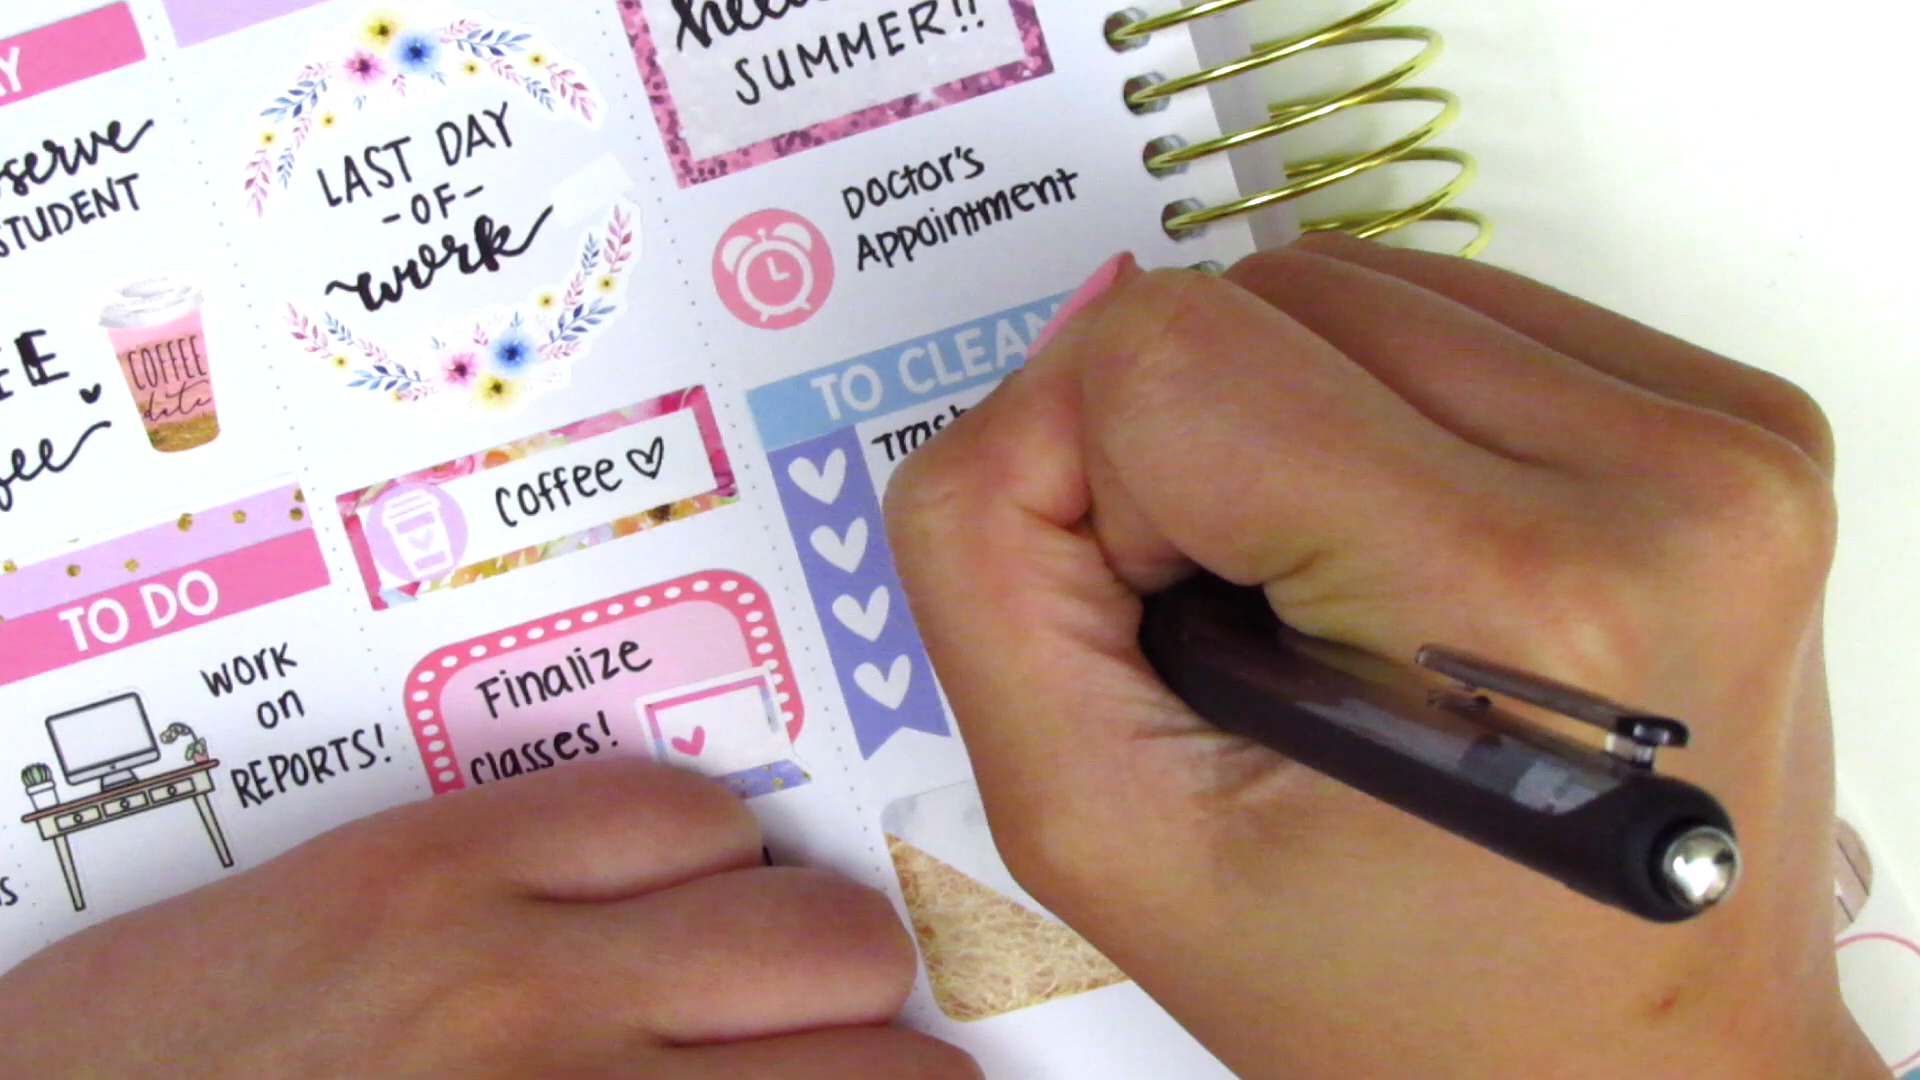 STUDENT
COFFEE
date
TO DO
work
on
REPORTS!
LAST DAY
-OF-
work
coffee
Finalize
classes!
SUMMER!!
Doctor's
Appointment
TO CLEAN